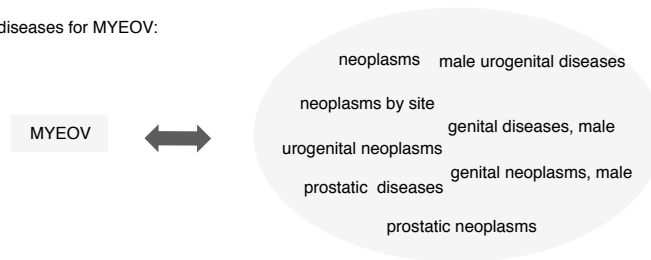 diseases for MYEOV:
neoplasms
male urogenital diseases
neoplasms by site
MYEOV
genital diseases, male
urogenital neoplasms
genital neoplasms, male
prostatic diseases
prostatic neoplasms